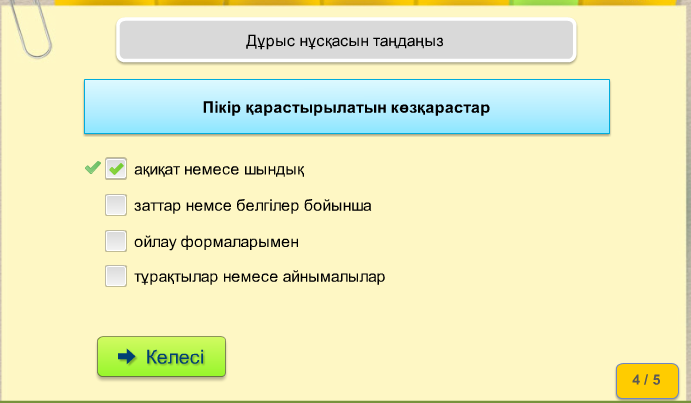 Дұрыс нұсқасын таңдаңыз
Пікір қарастырылатын көзқарастар
ақиқат немесе шындық
заттар немсе белгілер бойынша
ойлау формаларымен
тұрақтылар немесе айнымалылар
Келесі
4 / 5